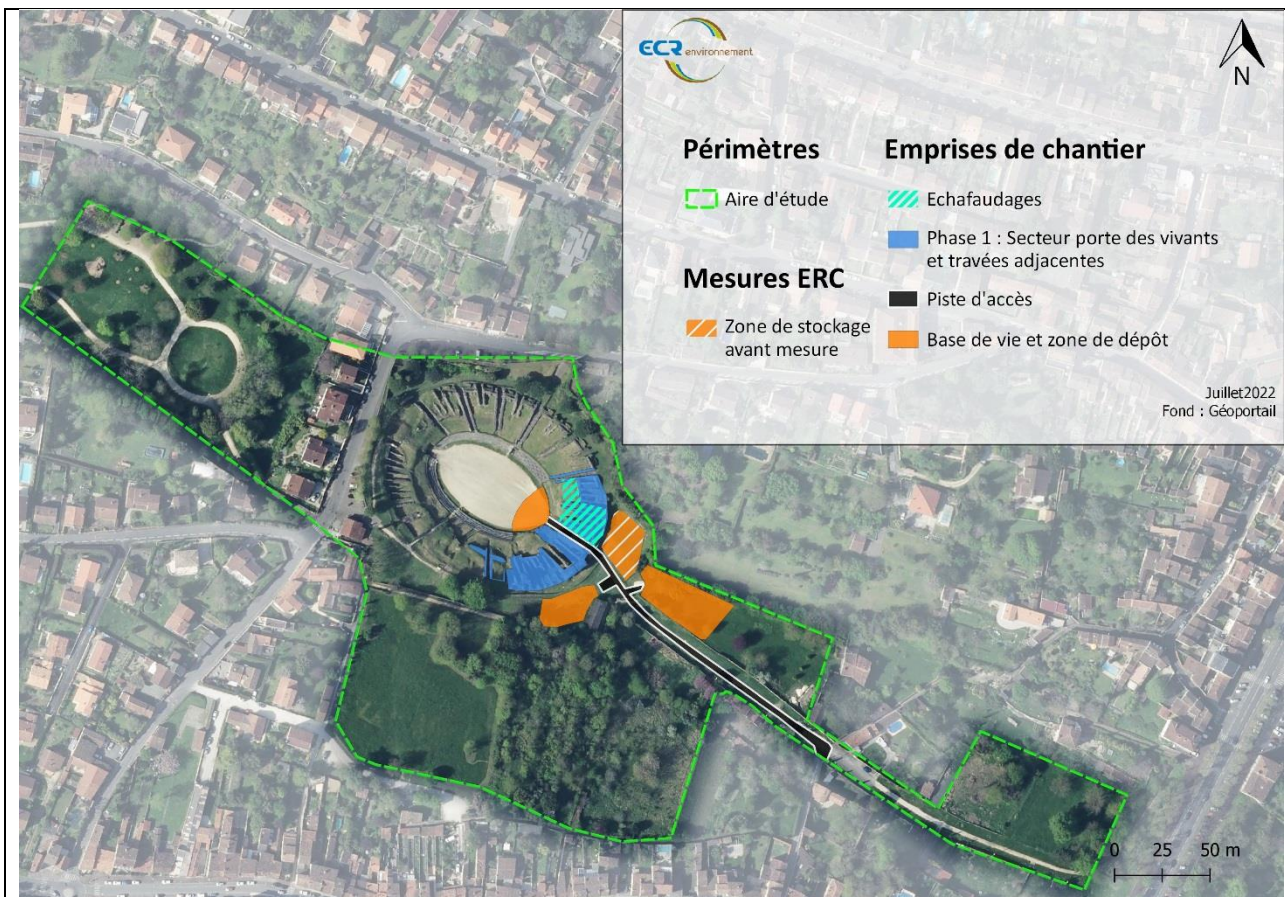 ECR environnement
N
Périmètres
Aire d'étude
Mesures ERC
Zone de stockage
avant mesure
Emprises de chantier
Echafaudages
Phase 1 : Secteur porte des vivants
et travées adjacentes
Piste d'accès
Base de vie et zone de dépôt
Juillet2022
Fond : Géoportail
0 25 50 m